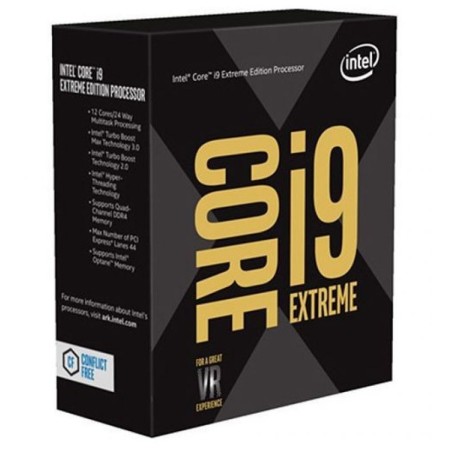 INTEL® CORE™ i9
EXTREME EDITION PROCESSOR
• 12 Cores/24 Way
Multitask Processing
• Intel® Turbo Boost
Max Technology 3.0
• Intel® Turbo Boost
Technology 2.0
• Intel® Hyper-
Threading
Technology
• Supports Quad-
Channel DDR4
Memory
• Max Number of PCI
Express® Lanes 44
• Supports Intel®
Optane™ Memory
For more information about Intel's
processors, visit ark.intel.com
CF
CONFLICT
FREE
Intel® Core™ i9 Extreme Edition Processor
intel
CORE
i9
EXTREME
FOR A GREAT
VR
EXPERIENCE